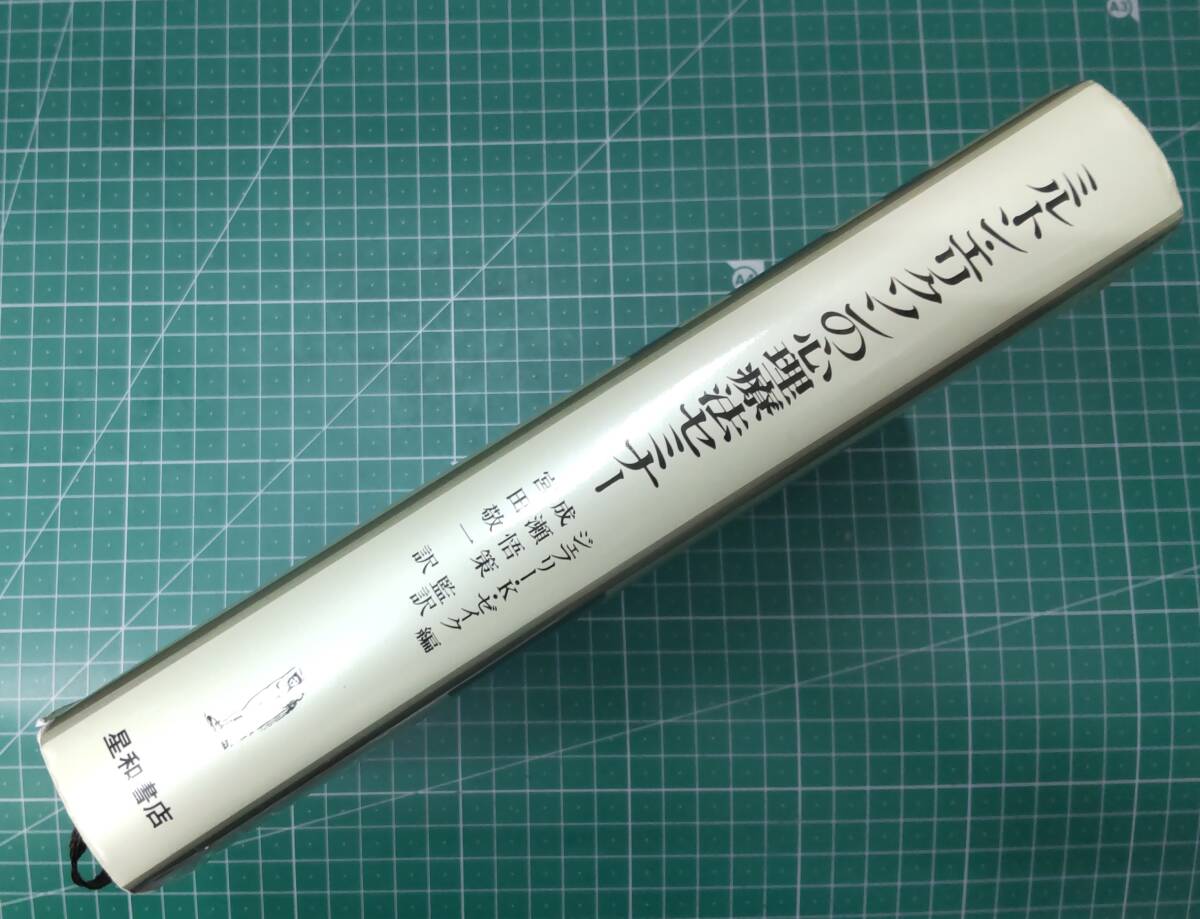 ミルトン・エリクソンの心理療法セミナー
ジェフリー・K・ゼイク編
成瀬悟策 監訳
宮田敬一 訳
星和書店